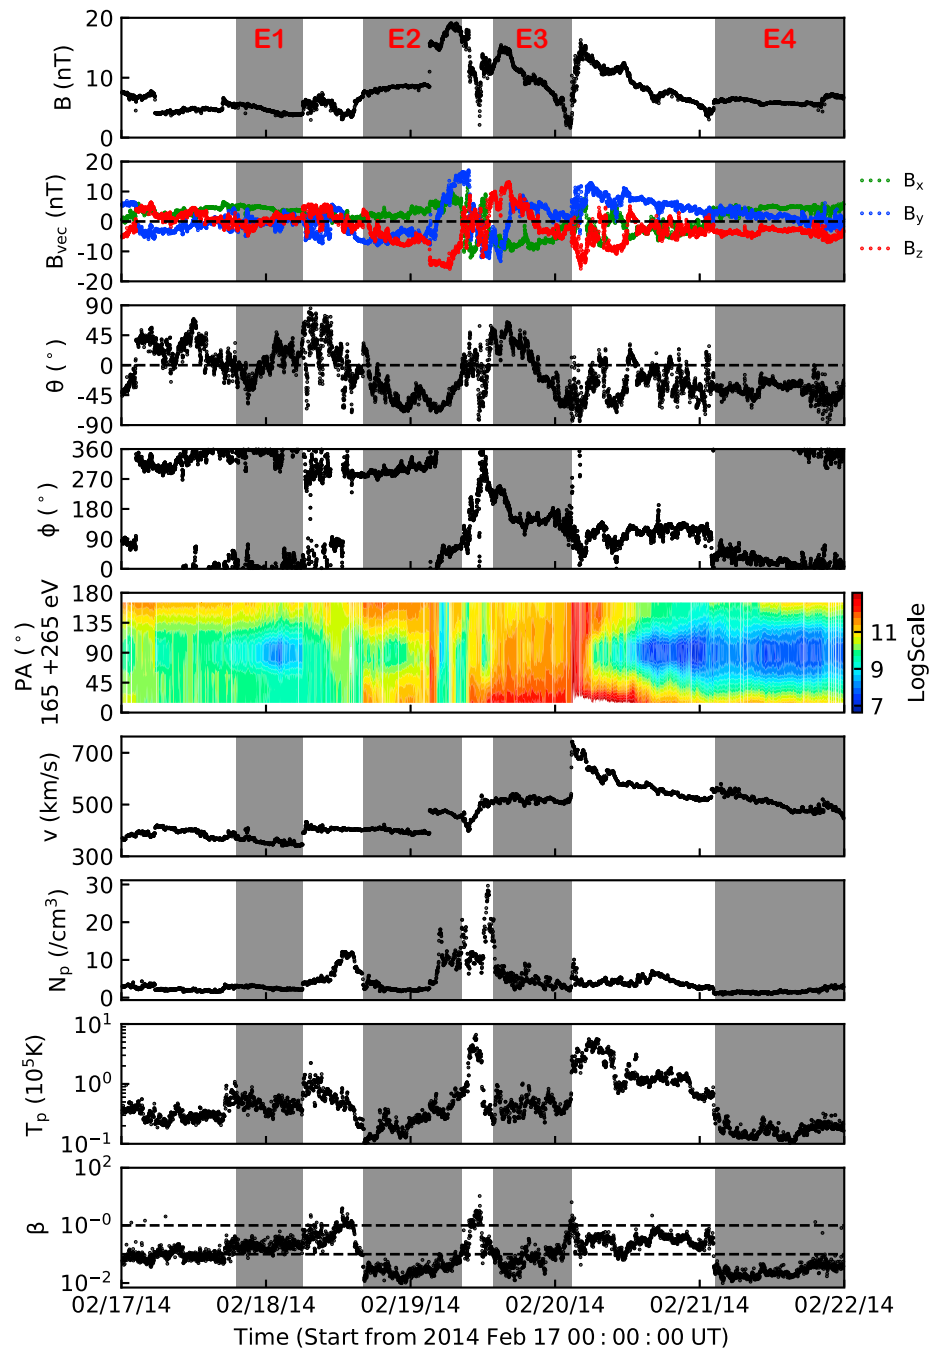 E1 E2 E3 E4
20
10
0
B (nT)
20
10
0
-10
-20
B_vec (nT)
B_x
B_y
B_z
90
45
0
-45
-90
θ (°)
360
270
180
90
0
ϕ (°)
180
135
90
45
0
PA (°)
165 +265 eV
11
9
7
LogScale
700
500
300
v (km/s)
30
20
10
0
N_p (/cm³)
10¹
10⁰
10⁻¹
T_p (10⁵K)
10²
10⁻⁰
10⁻²
β
02/17/14 02/18/14 02/19/14 02/20/14 02/21/14 02/22/14
Time (Start from 2014 Feb 17 00 : 00 : 00 UT)